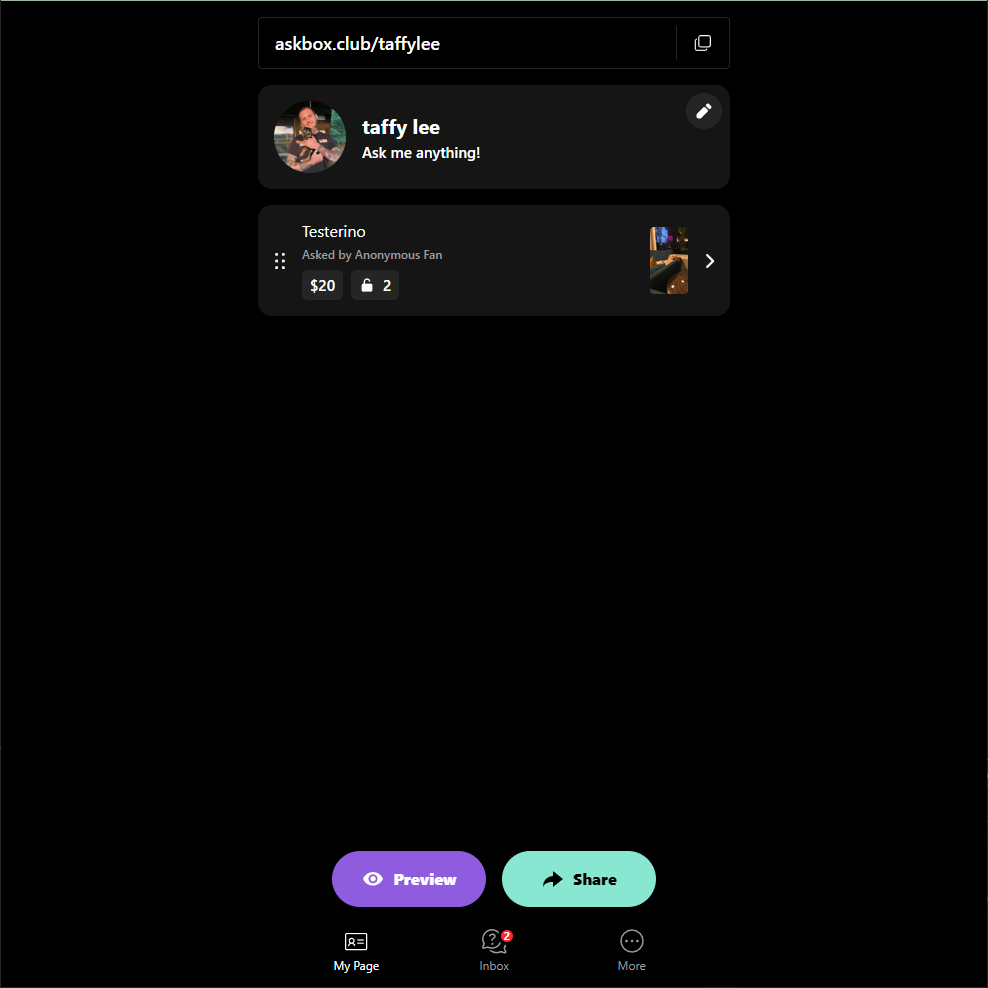 askbox.club/taffylee
taffy lee
Ask me anything!
Testerino
Asked by Anonymous Fan
$20 2
Preview Share
2
My Page Inbox More